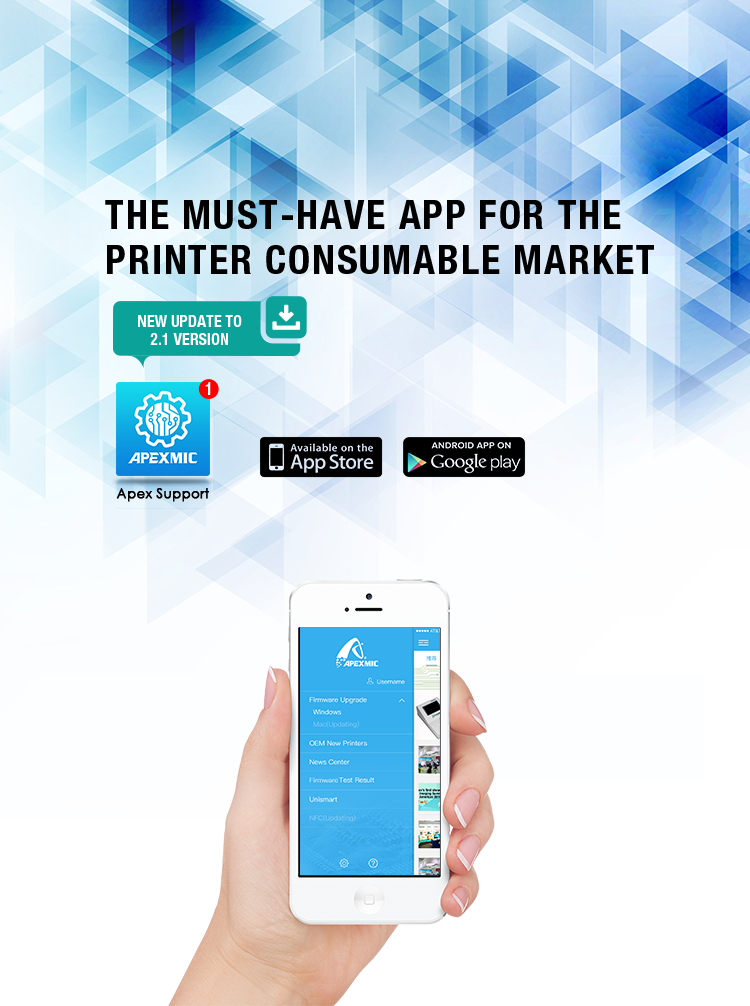 THE MUST-HAVE APP FOR THE
PRINTER CONSUMABLE MARKET
NEW UPDATE TO
2.1 VERSION
1
APEXMIC
Apex Support
Available on the
App Store
ANDROID APP ON
Google play
APEXMIC
Username
Firmware Upgrade
Windows
Mac(Updating)
OEM New Printers
News Center
Firmware Test Result
Unismart
NFC(Updating)